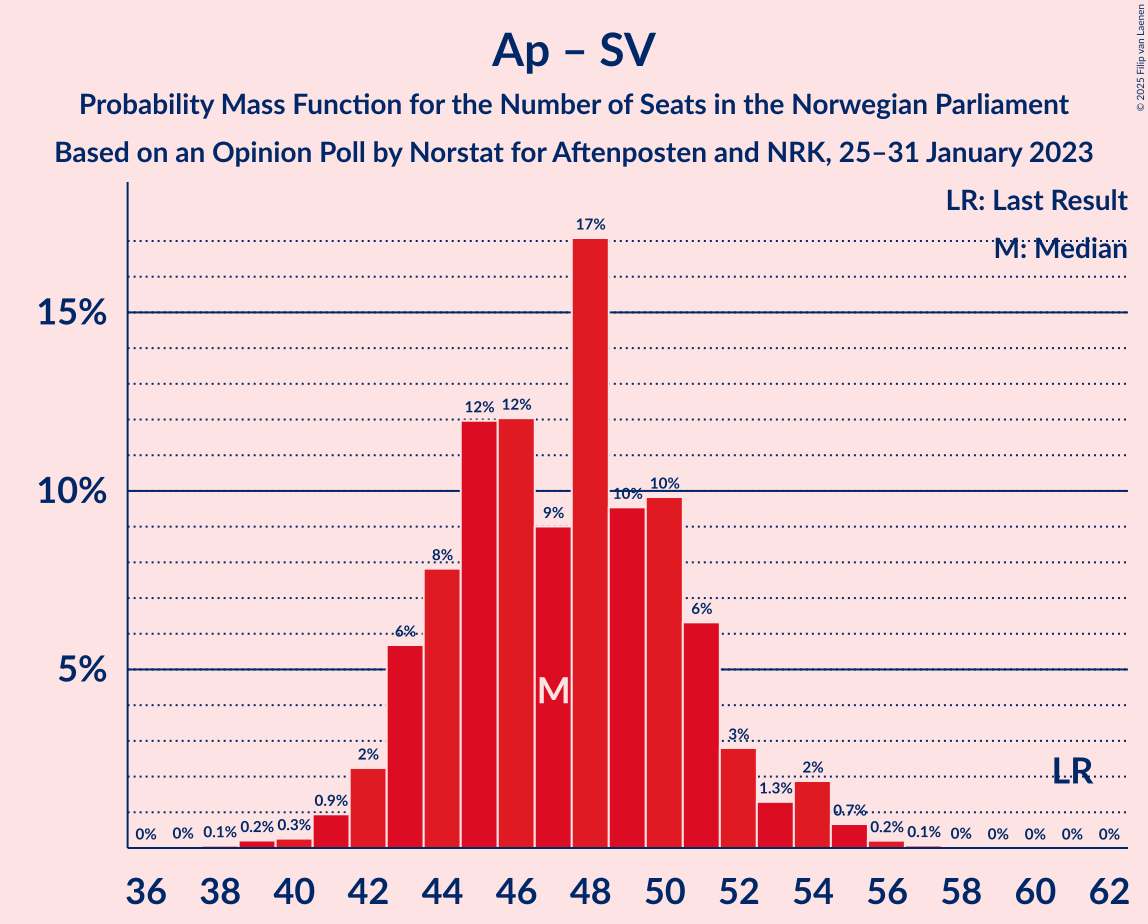 Ap – SV
Probability Mass Function for the Number of Seats in the Norwegian Parliament
Based on an Opinion Poll by Norstat for Aftenposten and NRK, 25–31 January 2023
© 2025 Filip van Laenen
LR: Last Result
M: Median
17%
15%
12% 12%
10%
10% 10%
9%
8%
6% 6%
5%
M
3%
2% 2%
LR
0% 0% 0.1% 0.2% 0.3% 0.9% 1.3% 0.7% 0.2% 0.1% 0% 0% 0% 0% 0%
36 38 40 42 44 46 48 50 52 54 56 58 60 62